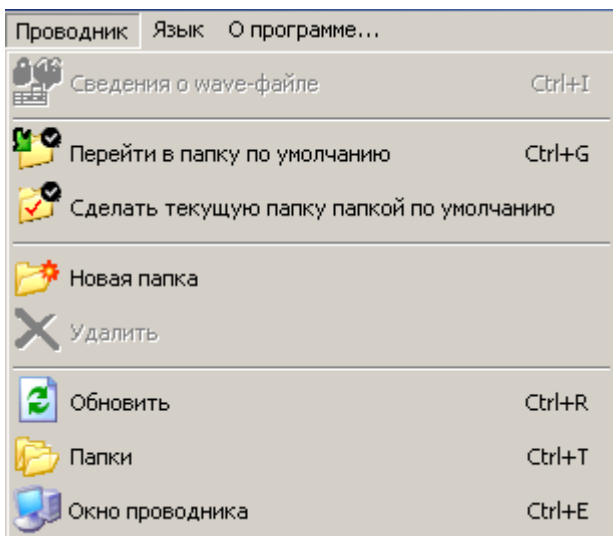 Проводник Язык О программе...
Сведения о wave-файле Ctrl+I
Перейти в папку по умолчанию Ctrl+G
Сделать текущую папку папкой по умолчанию
Новая папка
Удалить
Обновить Ctrl+R
Папки Ctrl+T
Окно проводника Ctrl+E